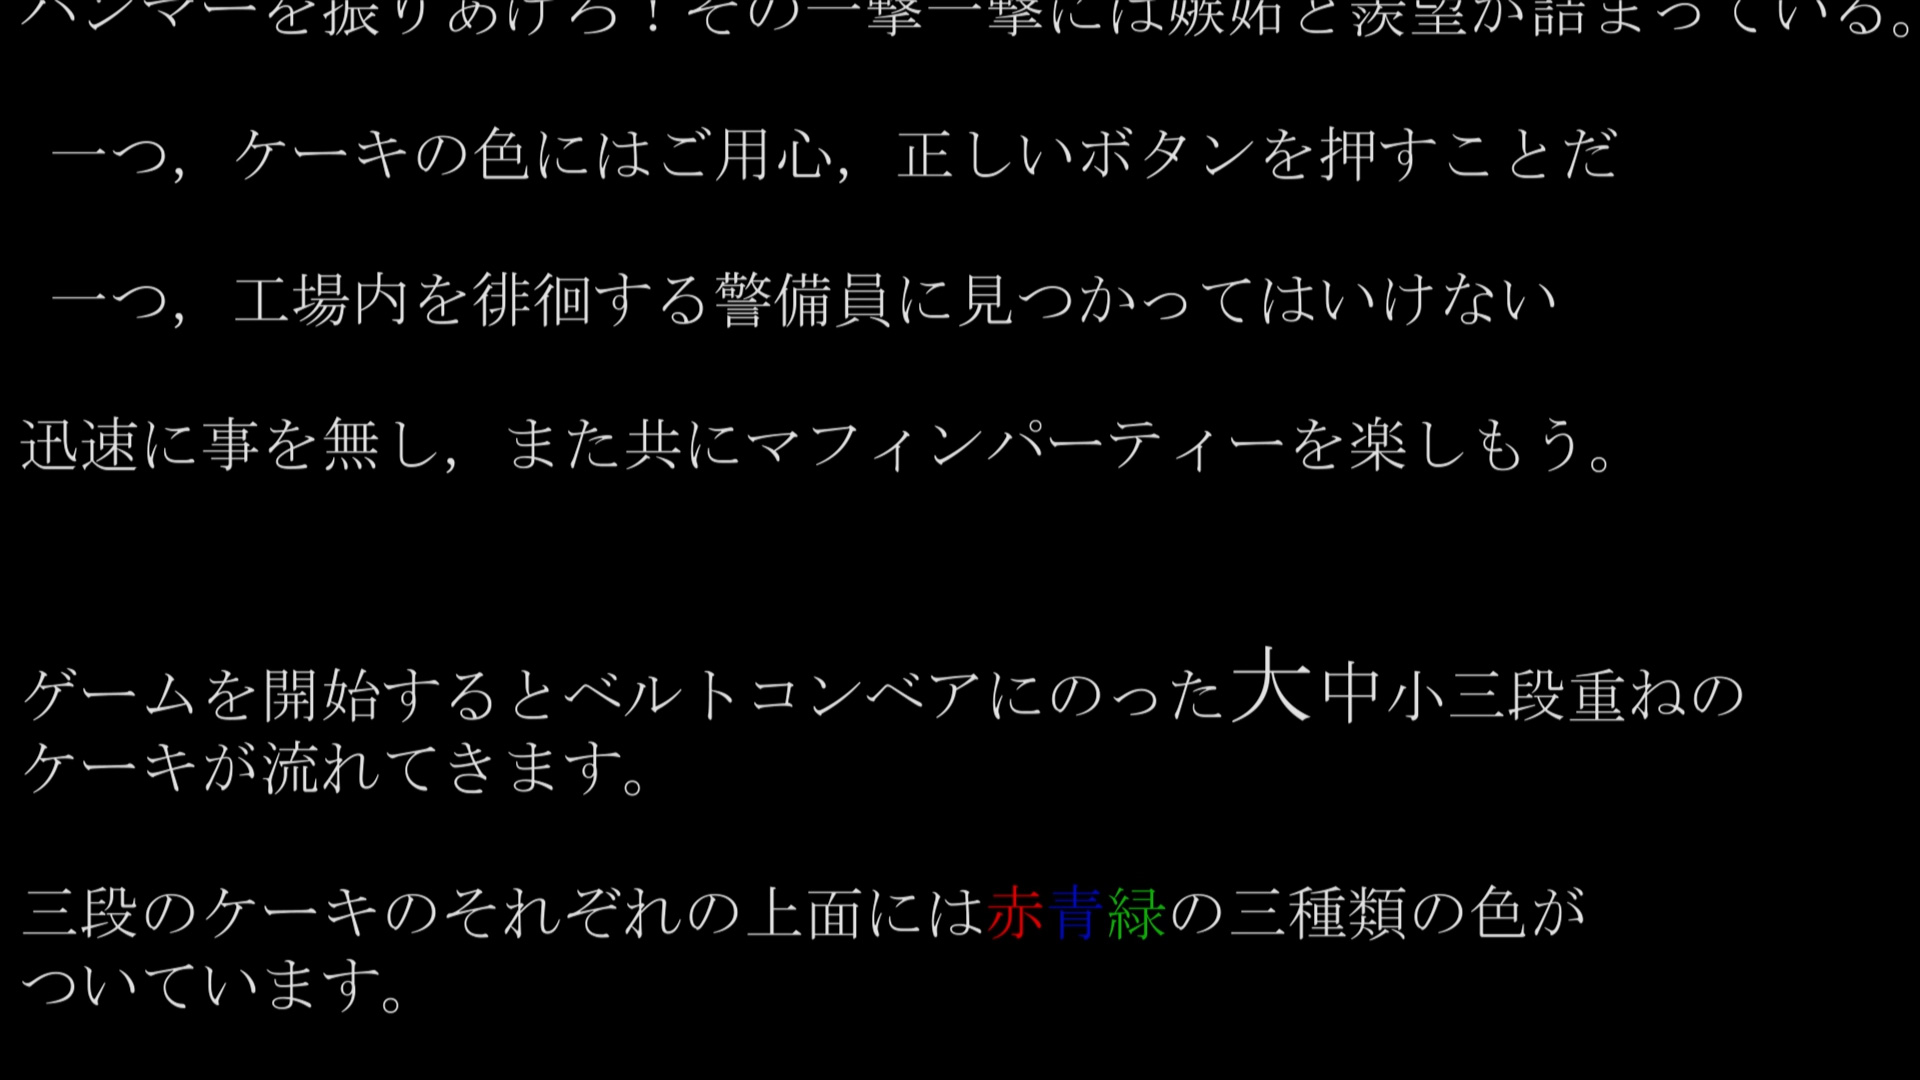 ハンマーを振りあげろ！その一撃一撃には嫉妬と羨望が詰まっている。
一つ，ケーキの色にはご用心，正しいボタンを押すことだ
一つ，工場内を徘徊する警備員に見つかってはいけない
迅速に事を無し，また共にマフィンパーティーを楽しもう。
ゲームを開始するとベルトコンベアにのった大中小三段重ねの
ケーキが流れてきます。
三段のケーキのそれぞれの上面には赤青緑の三種類の色が
ついています。